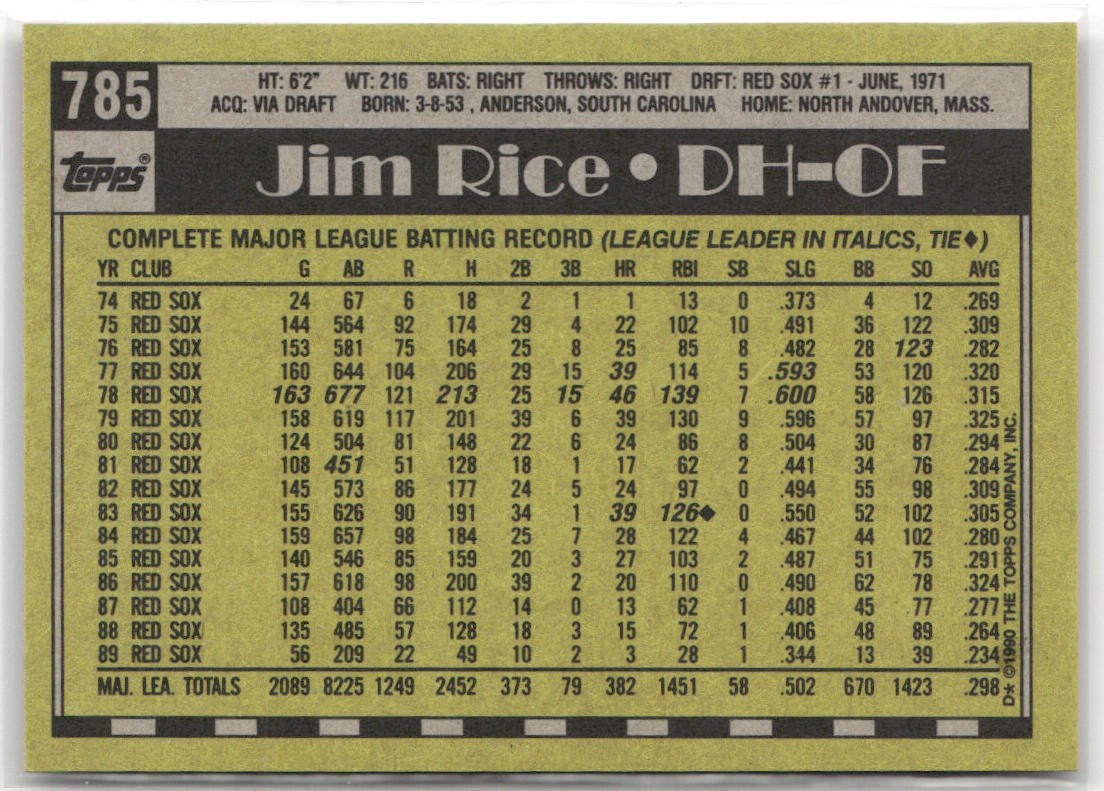 785
HT: 6'2" WT: 216 BATS: RIGHT THROWS: RIGHT DRFT: RED SOX #1 - JUNE, 1971
ACQ: VIA DRAFT BORN: 3-8-53 , ANDERSON, SOUTH CAROLINA HOME: NORTH ANDOVER, MASS.
topps®
Jim Rice • DH-OF
COMPLETE MAJOR LEAGUE BATTING RECORD (LEAGUE LEADER IN ITALICS, TIE♦)
YR CLUB G AB R H 2B 3B HR RBI SB SLG BB SO AVG
74 RED SOX 24 67 6 18 2 1 1 13 0 .373 4 12 .269
75 RED SOX 144 564 92 174 29 4 22 102 10 .491 36 122 .309
76 RED SOX 153 581 75 164 25 8 25 85 8 .482 28 123 .282
77 RED SOX 160 644 104 206 29 15 39 114 5 .593 53 120 .320
78 RED SOX 163 677 121 213 25 15 46 139 7 .600 58 126 .315
79 RED SOX 158 619 117 201 39 6 39 130 9 .596 57 97 .325
80 RED SOX 124 504 81 148 22 6 24 86 8 .504 30 87 .294
81 RED SOX 108 451 51 128 18 1 17 62 2 .441 34 76 .284
82 RED SOX 145 573 86 177 24 5 24 97 0 .494 55 98 .309
83 RED SOX 155 626 90 191 34 1 39 126♦ 0 .550 52 102 .305
84 RED SOX 159 657 98 184 25 7 28 122 4 .467 44 102 .280
85 RED SOX 140 546 85 159 20 3 27 103 2 .487 51 75 .291
86 RED SOX 157 618 98 200 39 2 20 110 0 .490 62 78 .324
87 RED SOX 108 404 66 112 14 0 13 62 1 .408 45 77 .277
88 RED SOX 135 485 57 128 18 3 15 72 1 .406 48 89 .264
89 RED SOX 56 209 22 49 10 2 3 28 1 .344 13 39 .234
MAJ. LEA. TOTALS 2089 8225 1249 2452 373 79 382 1451 58 .502 670 1423 .298
D* ©1990 THE TOPPS COMPANY, INC.